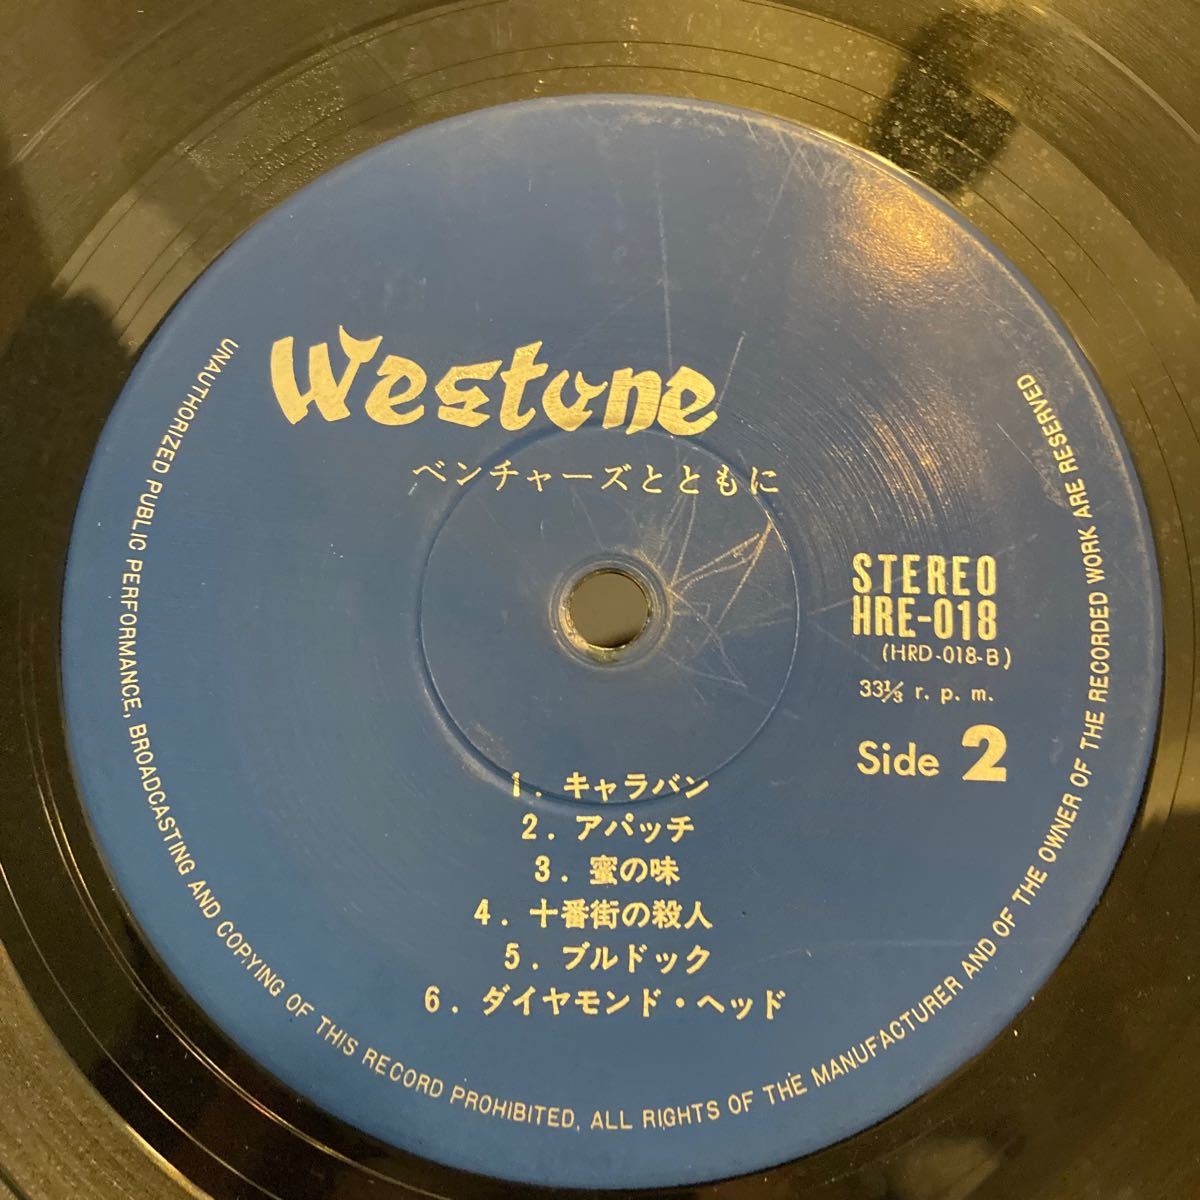 Westone
ベンチャーズとともに
STEREO
HRE-018
(HRD-018-B)
33⅓ r. p. m.
Side 2
1. キャラバン
2. アパッチ
3. 蜜の味
4. 十番街の殺人
5. ブルドック
6. ダイヤモンド・ヘッド
UNAUTHORIZED PUBLIC PERFORMANCE, BROADCASTING AND COPYING OF THIS RECORD PROHIBITED, ALL RIGHTS OF THE MANUFACTURER AND OF THE OWNER OF THE RECORDED WORK ARE RESERVED